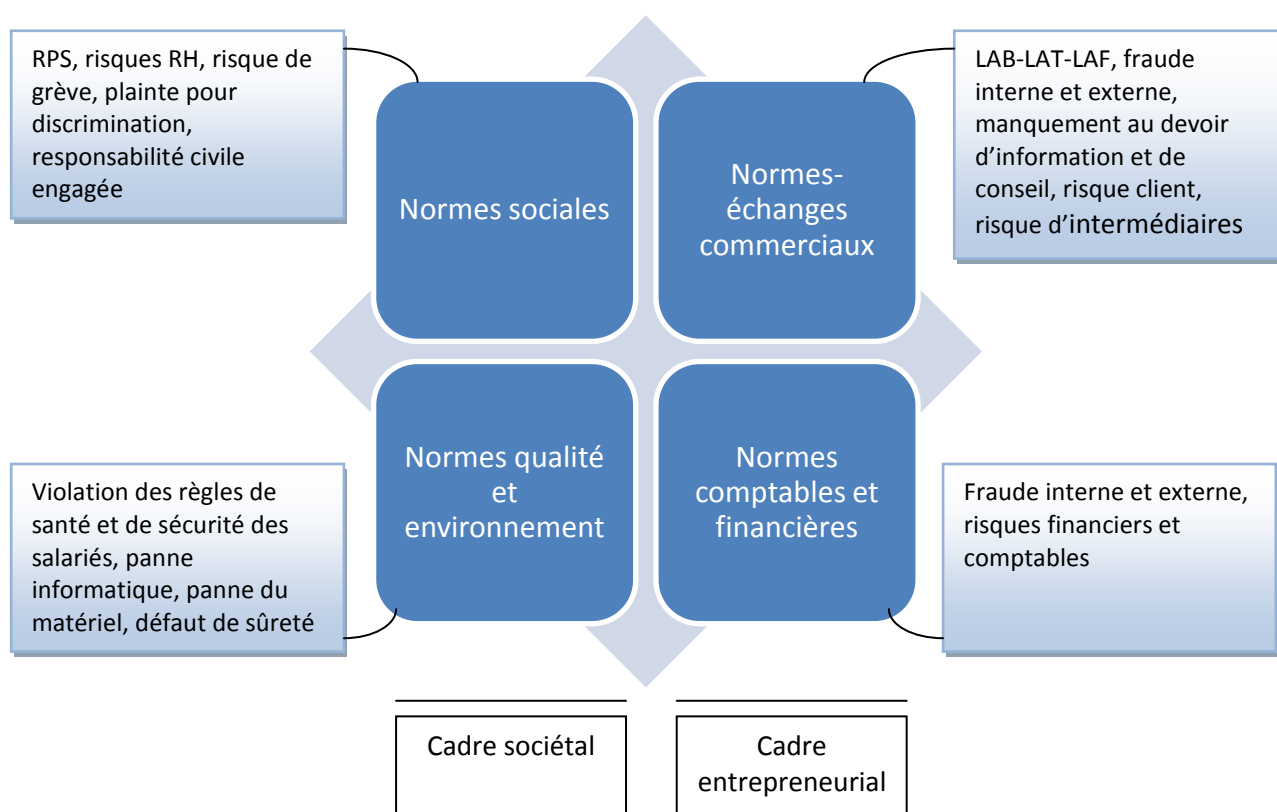 RPS, risques RH, risque de
grève, plainte pour
discrimination,
responsabilité civile
engagée
Normes sociales
Normes-
échanges
commerciaux
LAB-LAT-LAF, fraude
interne et externe,
manquement au devoir
d’information et de
conseil, risque client,
risque d’intermédiaires
Violation des règles de
santé et de sécurité des
salariés, panne
informatique, panne du
matériel, défaut de sûreté
Normes qualité
et
environnement
Normes
comptables et
financières
Fraude interne et externe,
risques financiers et
comptables
Cadre sociétal
Cadre
entrepreneurial